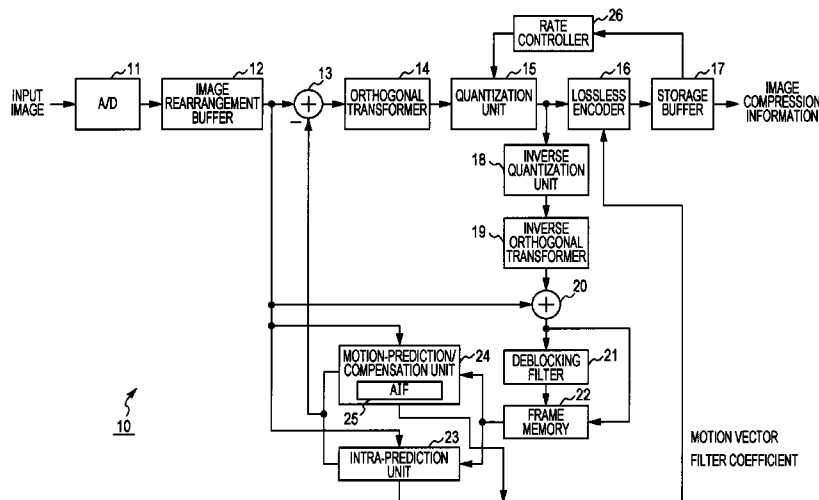 26
RATE
CONTROLLER
INPUT
IMAGE
11
A/D
12
IMAGE
REARRANGEMENT
BUFFER
13
+
−
14
ORTHOGONAL
TRANSFORMER
15
QUANTIZATION
UNIT
16
LOSSLESS
ENCODER
17
STORAGE
BUFFER
IMAGE
COMPRESSION
INFORMATION
18
INVERSE
QUANTIZATION
UNIT
19
INVERSE
ORTHOGONAL
TRANSFORMER
20
+
24
MOTION-PREDICTION/
COMPENSATION UNIT
AIF
25
21
DEBLOCKING
FILTER
22
FRAME
MEMORY
23
INTRA-PREDICTION
UNIT
10
MOTION VECTOR
FILTER COEFFICIENT